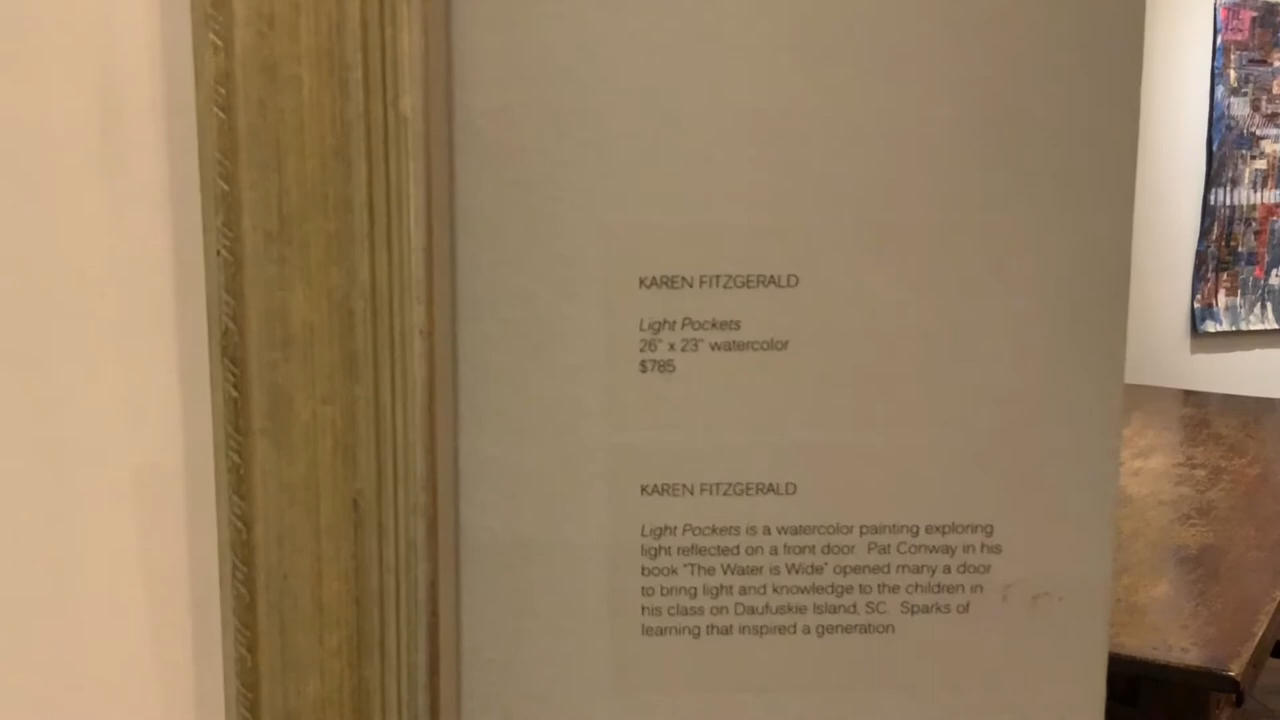 KAREN FITZGERALD
Light Pockets
26" x 23" watercolor
$785
KAREN FITZGERALD
Light Pockets is a watercolor painting exploring
light reflected on a front door. Pat Conway in his
book "The Water is Wide" opened many a door
to bring light and knowledge to the children in
his class on Daufuskie Island, SC. Sparks of
learning that inspired a generation